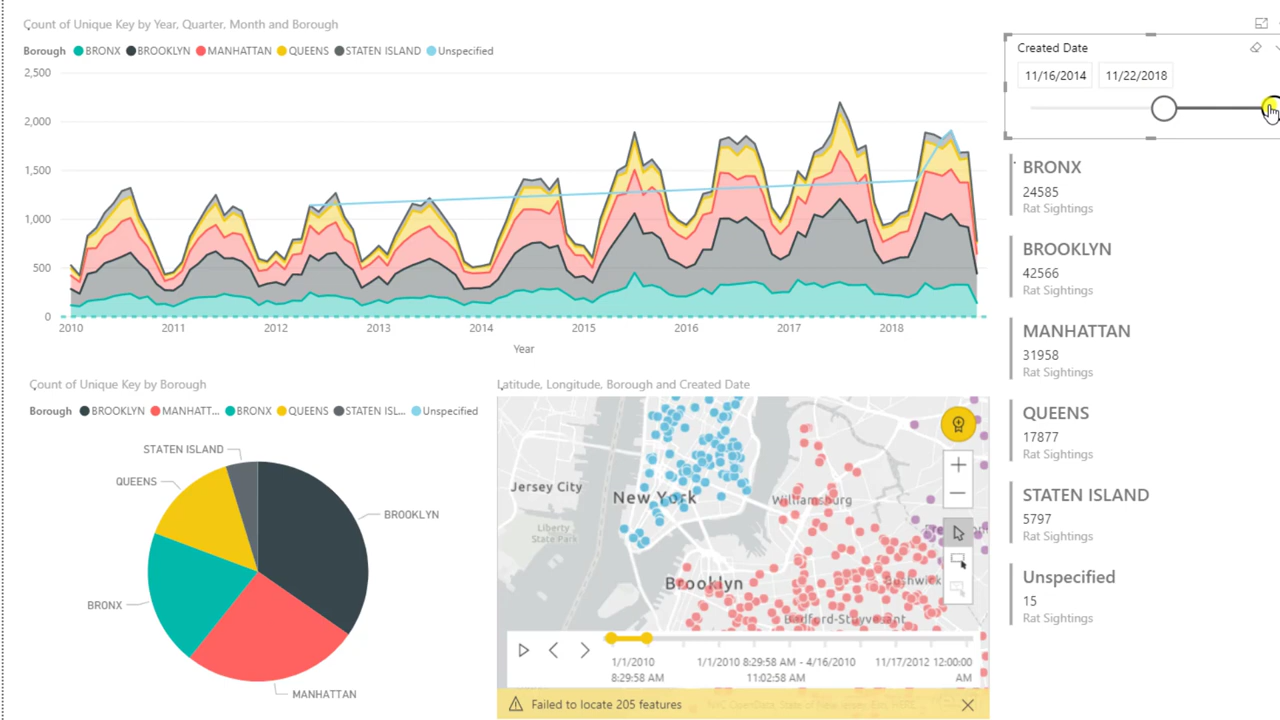 Count of Unique Key by Year, Quarter, Month and Borough
Borough BRONX BROOKLYN MANHATTAN QUEENS STATEN ISLAND Unspecified
2,500
2,000
1,500
1,000
500
0
2010 2011 2012 2013 2014 2015 2016 2017 2018
Year
Created Date
11/16/2014 11/22/2018
BRONX
24585
Rat Sightings
BROOKLYN
42566
Rat Sightings
MANHATTAN
31958
Rat Sightings
QUEENS
17877
Rat Sightings
STATEN ISLAND
5797
Rat Sightings
Unspecified
15
Rat Sightings
Count of Unique Key by Borough
Borough BROOKLYN MANHATT... BRONX QUEENS STATEN ISL... Unspecified
STATEN ISLAND
QUEENS
BROOKLYN
BRONX
MANHATTAN
Latitude, Longitude, Borough and Created Date
Jersey City
New York
Williamsburg
Liberty
State Park
Brooklyn
Bushwick
Bedford-Stuyvesant
1/1/2010
8:29:58 AM
1/1/2010 8:29:58 AM - 4/16/2010
11:02:58 AM
11/17/2012 12:00:00
AM
Failed to locate 205 features